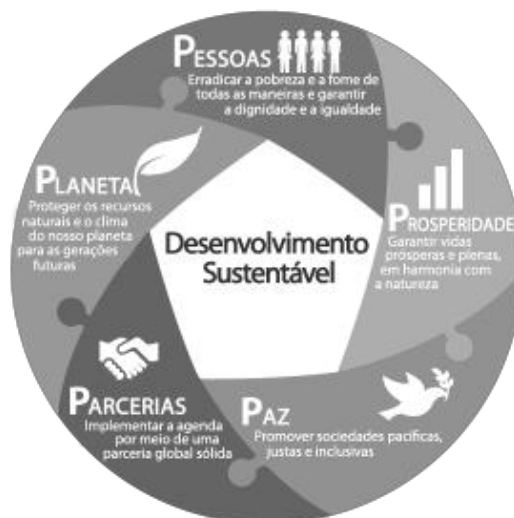 PESSOAS
Erradicar a pobreza e a fome de
todas as maneiras e garantir
a dignidade e a igualdade
PROSPERIDADE
Garantir vidas
prósperas e plenas,
em harmonia com
a natureza
PAZ
Promover sociedades pacíficas,
justas e inclusivas
PARCERIAS
Implementar a agenda
por meio de uma
parceria global sólida
PLANETA
Proteger os recursos
naturais e o clima
do nosso planeta
para as gerações
futuras
Desenvolvimento
Sustentável